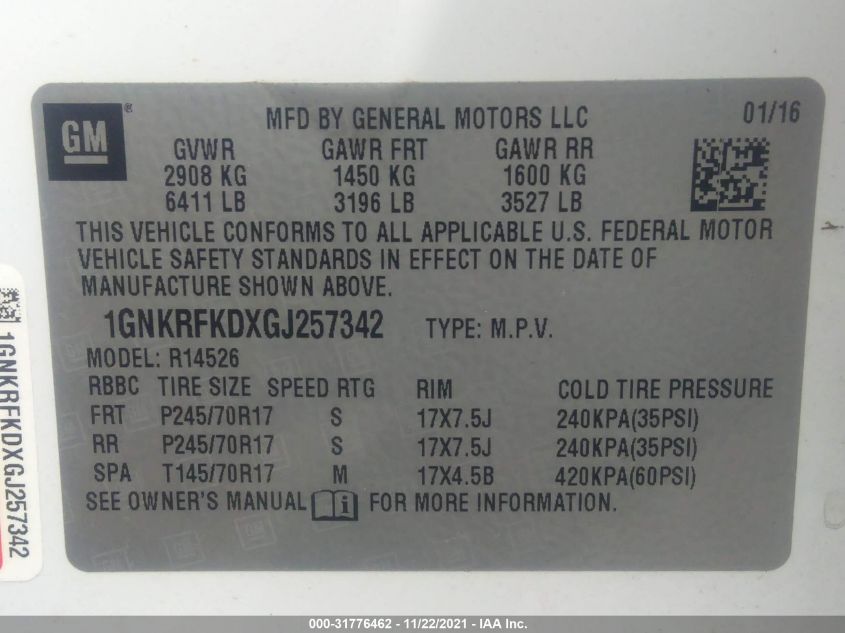 GM®
MFD BY GENERAL MOTORS LLC 01/16
GVWR GAWR FRT GAWR RR
2908 KG 1450 KG 1600 KG
6411 LB 3196 LB 3527 LB
THIS VEHICLE CONFORMS TO ALL APPLICABLE U.S. FEDERAL MOTOR
VEHICLE SAFETY STANDARDS IN EFFECT ON THE DATE OF
MANUFACTURE SHOWN ABOVE.
1GNKRFKDXGJ257342 TYPE: M.P.V.
MODEL: R14526
RBBC TIRE SIZE SPEED RTG RIM COLD TIRE PRESSURE
FRT P245/70R17 S 17X7.5J 240KPA(35PSI)
RR P245/70R17 S 17X7.5J 240KPA(35PSI)
SPA T145/70R17 M 17X4.5B 420KPA(60PSI)
SEE OWNER'S MANUAL i FOR MORE INFORMATION.
1GNKRFKDXGJ257342
000-31776462 - 11/22/2021 - IAA Inc.